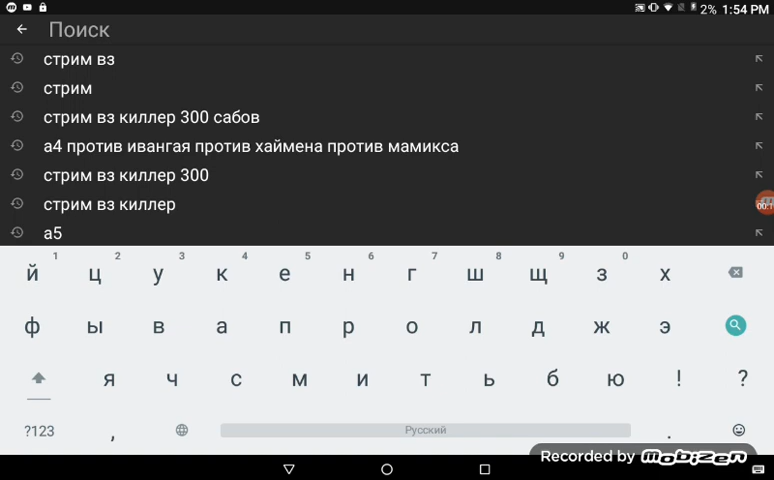 2% 1:54 PM
Поиск
стрим вз
стрим
стрим вз киллер 300 сабов
а4 против ивангая против хаймена против мамикса
стрим вз киллер 300
стрим вз киллер
а5
1 2 3 4 5 6 7 8 9 0
й ц у к е н г ш щ з х
ф ы в а п р о л д ж э
я ч с м и т ь б ю ! ?
?123 , Русский .
Recorded by mobizen